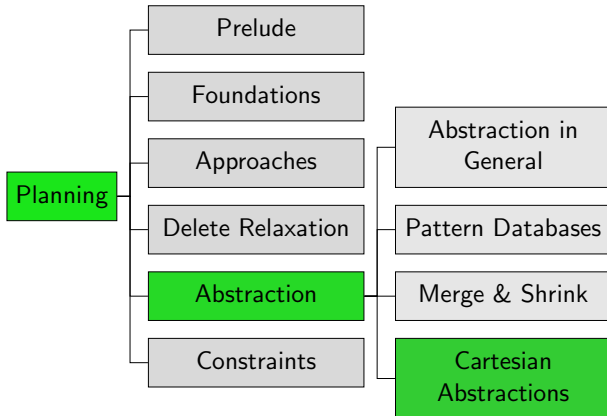 Planning
Prelude
Foundations
Approaches
Delete Relaxation
Abstraction
Constraints
Abstraction in
General
Pattern Databases
Merge & Shrink
Cartesian
Abstractions